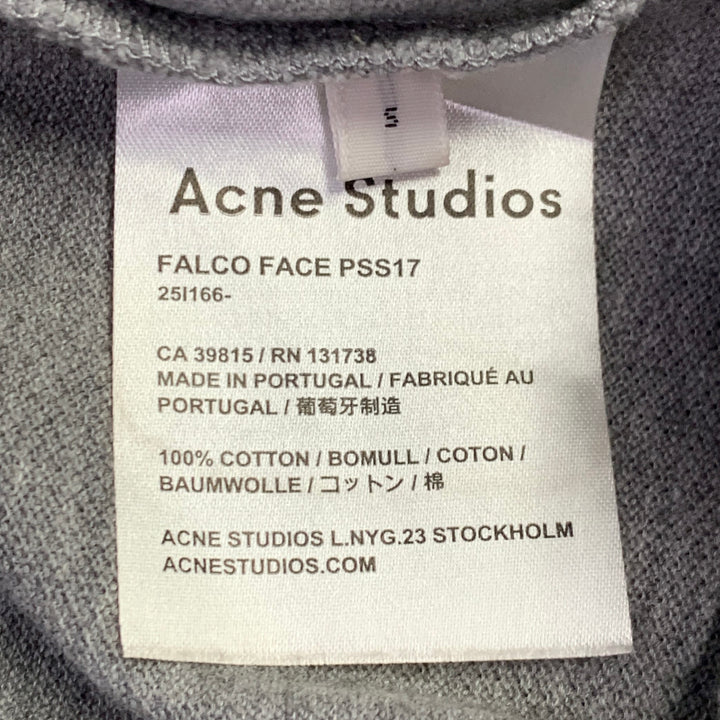 Acne Studios
FALCO FACE PSS17
25I166-
CA 39815 / RN 131738
MADE IN PORTUGAL / FABRIQUÉ AU
PORTUGAL / 葡萄牙制造
100% COTTON / BOMULL / COTON /
BAUMWOLLE / コットン / 棉
ACNE STUDIOS L.NYG.23 STOCKHOLM
ACNESTUDIOS.COM